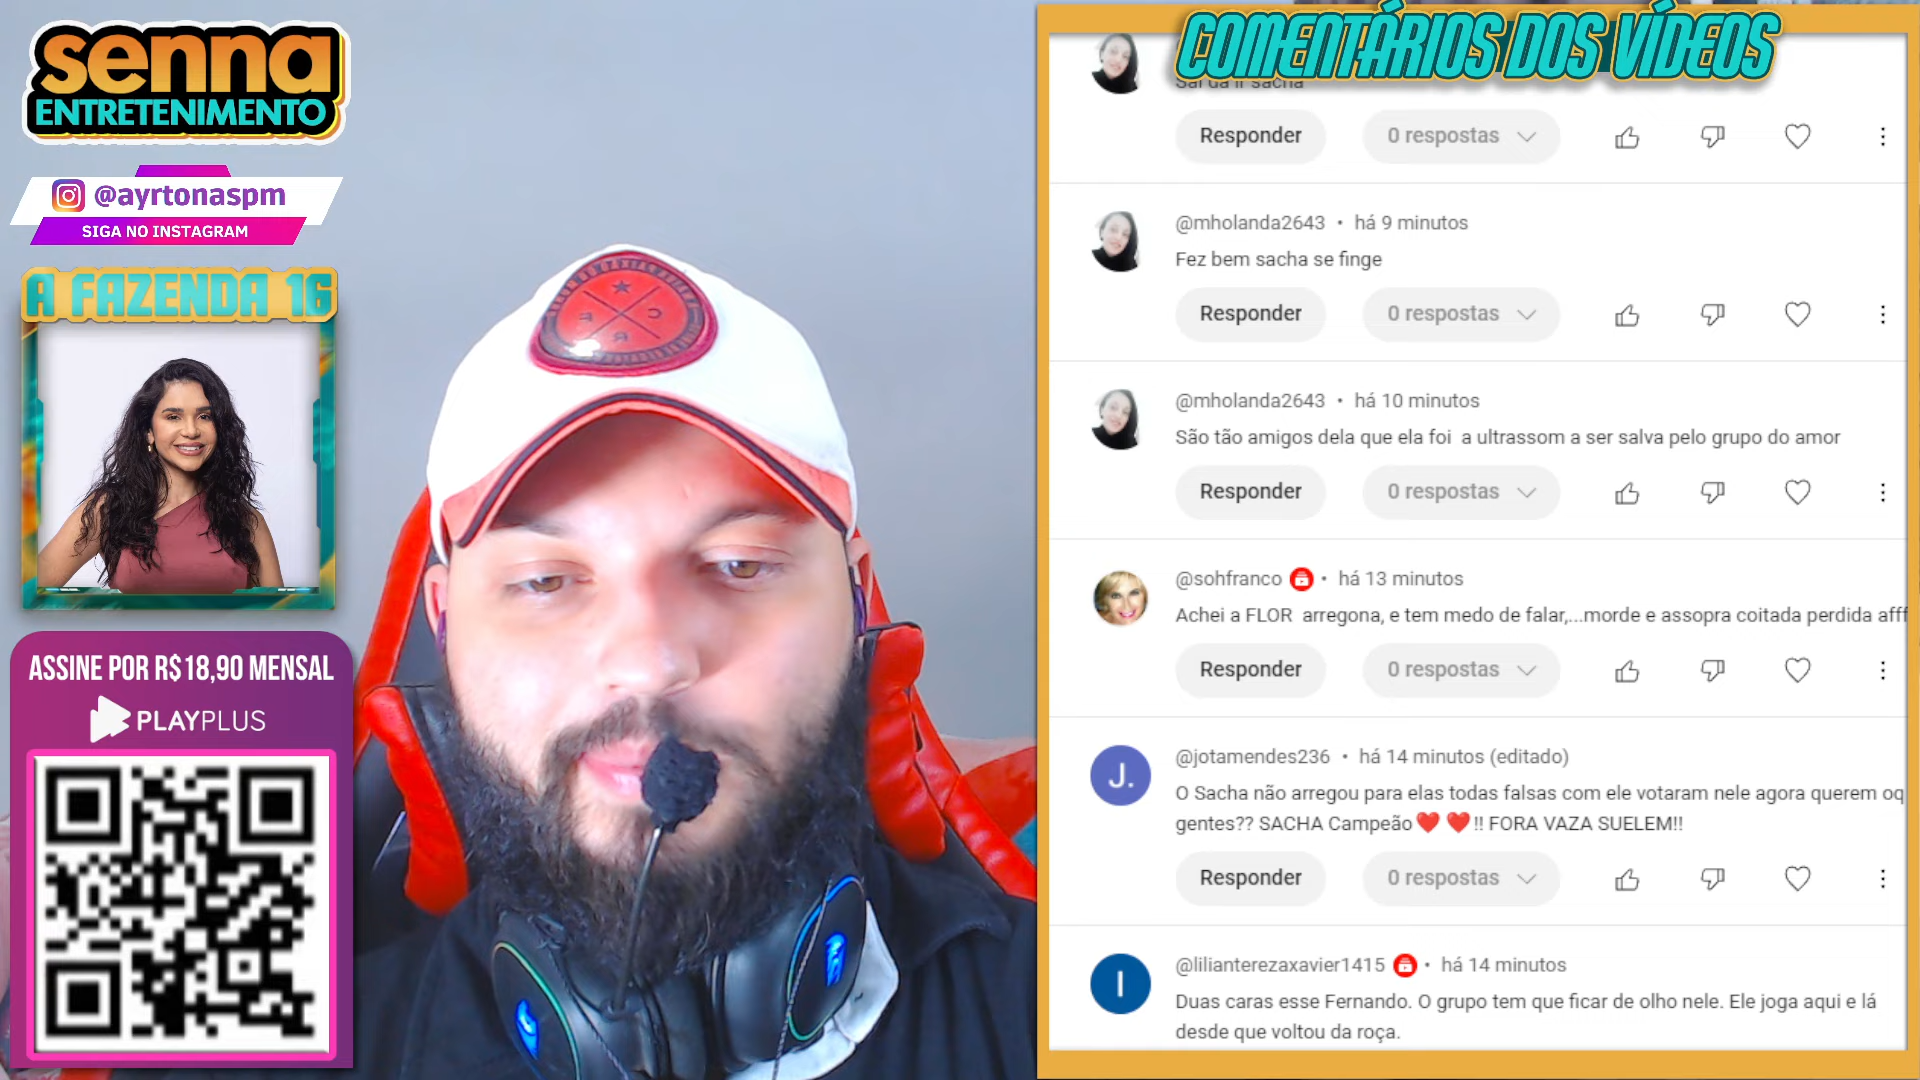 senna
ENTRETENIMENTO
@ayrtonaspm
SIGA NO INSTAGRAM
A FAZENDA 16
ASSINE POR R$18,90 MENSAL
PLAYPLUS
COMENTÁRIOS DOS VÍDEOS
Sai da ir sacha
Responder
0 respostas
@mholanda2643 • há 9 minutos
Fez bem sacha se finge
Responder
0 respostas
@mholanda2643 • há 10 minutos
São tão amigos dela que ela foi a ultrassom a ser salva pelo grupo do amor
Responder
0 respostas
@sohfranco • há 13 minutos
Achei a FLOR arregona, e tem medo de falar,...morde e assopra coitada perdida afff
Responder
0 respostas
J.
@jotamendes236 • há 14 minutos (editado)
O Sacha não arregou para elas todas falsas com ele votaram nele agora querem oq
gentes?? SACHA Campeão❤️ ❤️!! FORA VAZA SUELEM!!
Responder
0 respostas
I
@lilianterezaxavier1415 • há 14 minutos
Duas caras esse Fernando. O grupo tem que ficar de olho nele. Ele joga aqui e lá
desde que voltou da roça.